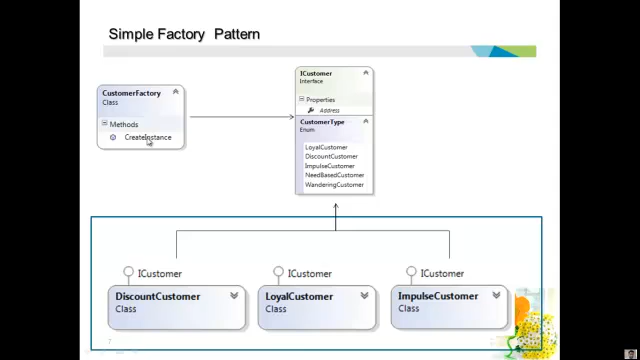 Simple Factory Pattern
CustomerFactory
Class
Methods
CreateInstance
ICustomer
Interface
Properties
Address
CustomerType
Enum
LoyalCustomer
DiscountCustomer
ImpulseCustomer
NeedBasedCustomer
WanderingCustomer
ICustomer
DiscountCustomer
Class
ICustomer
LoyalCustomer
Class
ICustomer
ImpulseCustomer
Class